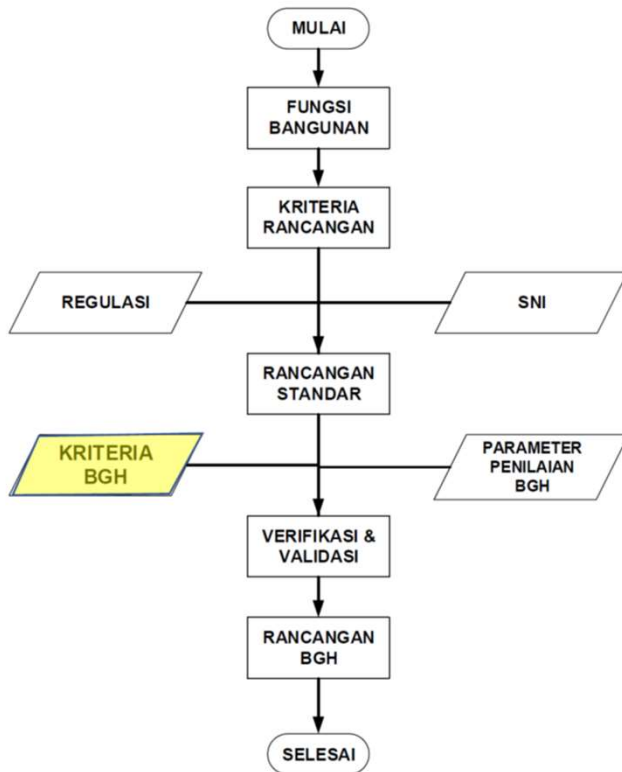 MULAI
FUNGSI
BANGUNAN
KRITERIA
RANCANGAN
REGULASI
SNI
RANCANGAN
STANDAR
KRITERIA
BGH
PARAMETER
PENILAIAN
BGH
VERIFIKASI &
VALIDASI
RANCANGAN
BGH
SELESAI